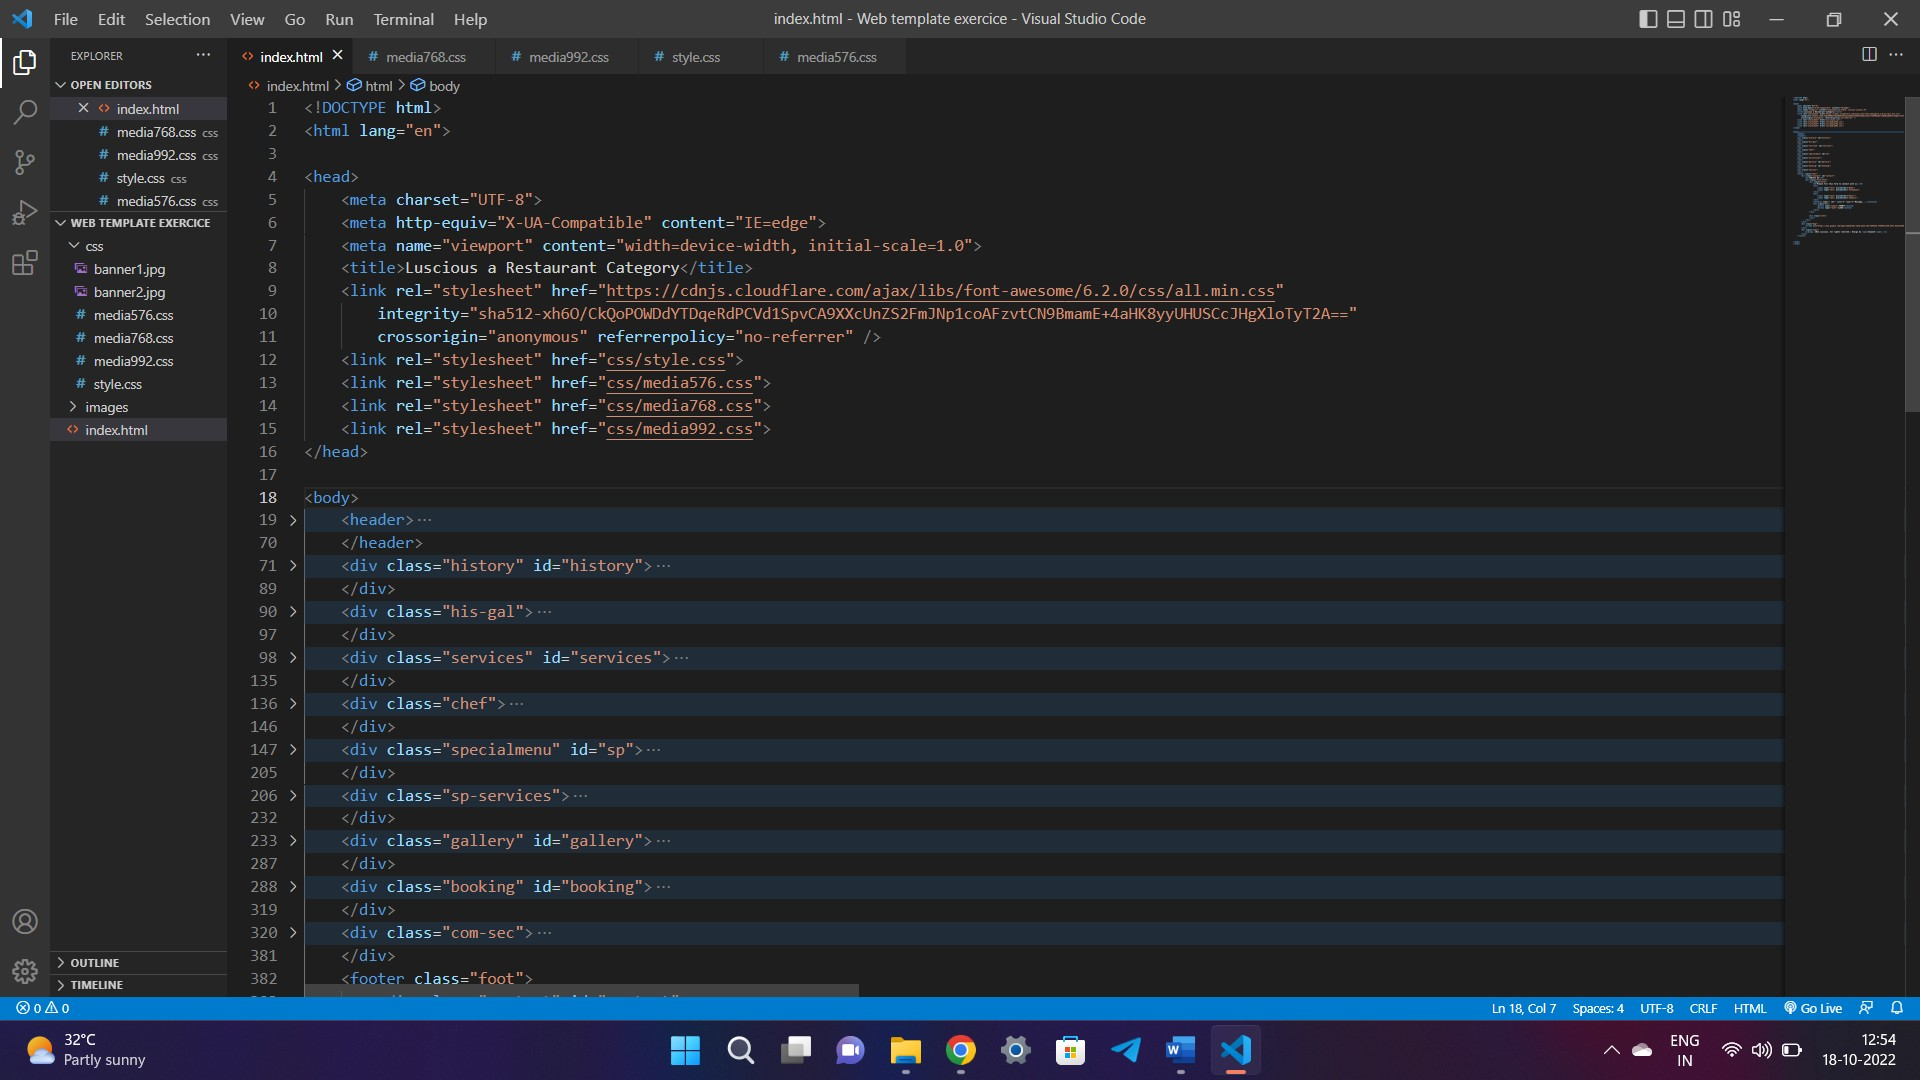 File Edit Selection View Go Run Terminal Help
index.html - Web template exercice - Visual Studio Code
EXPLORER
OPEN EDITORS
index.html
media768.css css
media992.css css
style.css css
media576.css css
WEB TEMPLATE EXERCICE
css
banner1.jpg
banner2.jpg
media576.css
media768.css
media992.css
style.css
images
index.html
OUTLINE
TIMELINE
index.html media768.css media992.css style.css media576.css
index.html > html > body
1 <!DOCTYPE html>
2 <html lang="en">
3
4 <head>
5 <meta charset="UTF-8">
6 <meta http-equiv="X-UA-Compatible" content="IE=edge">
7 <meta name="viewport" content="width=device-width, initial-scale=1.0">
8 <title>Luscious a Restaurant Category</title>
9 <link rel="stylesheet" href="https://cdnjs.cloudflare.com/ajax/libs/font-awesome/6.2.0/css/all.min.css"
10 integrity="sha512-xh6O/CkQoPOWDdYTDqeRdPCVd1SpvCA9XXcUnZS2FmJNp1coAFzvtCN9BmamE+4aHK8yyUHUSCcJHgXloTyT2A=="
11 crossorigin="anonymous" referrerpolicy="no-referrer" />
12 <link rel="stylesheet" href="css/style.css">
13 <link rel="stylesheet" href="css/media576.css">
14 <link rel="stylesheet" href="css/media768.css">
15 <link rel="stylesheet" href="css/media992.css">
16 </head>
17
18 <body>
19 <header>···
70 </header>
71 <div class="history" id="history">···
89 </div>
90 <div class="his-gal">···
97 </div>
98 <div class="services" id="services">···
135 </div>
136 <div class="chef">···
146 </div>
147 <div class="specialmenu" id="sp">···
205 </div>
206 <div class="sp-services">···
232 </div>
233 <div class="gallery" id="gallery">···
287 </div>
288 <div class="booking" id="booking">···
319 </div>
320 <div class="com-sec">···
381 </div>
382 <footer class="foot">
0 0
Ln 18, Col 7 Spaces: 4 UTF-8 CRLF HTML Go Live
32°C
Partly sunny
ENG
IN
12:54
18-10-2022